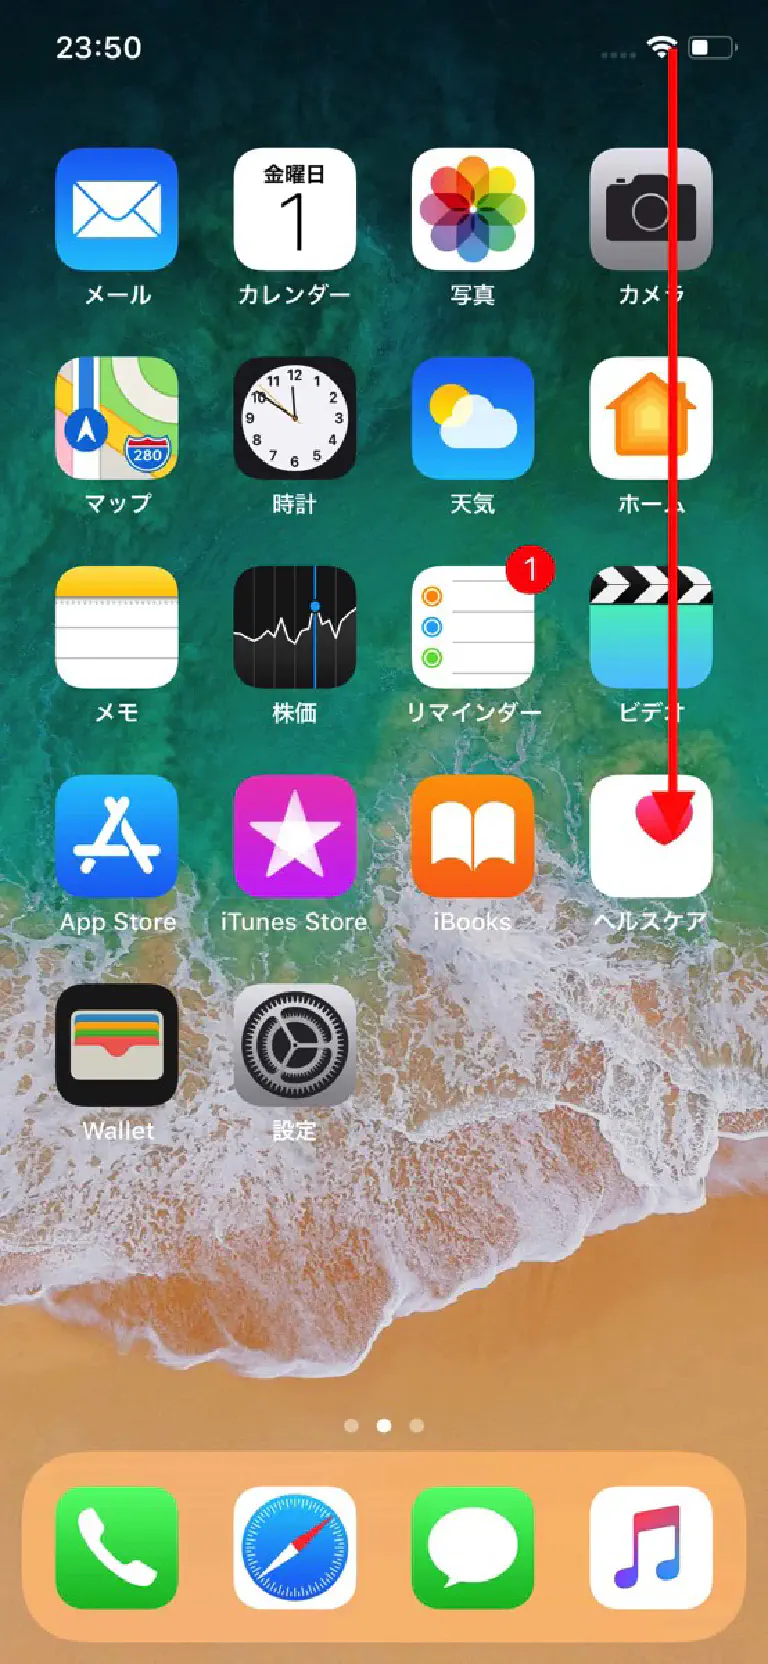 23:50
金曜日
1
メール
カレンダー
写真
カメラ
280
12
1
2
3
4
5
6
7
8
9
10
11
マップ
時計
天気
ホーム
1
メモ
株価
リマインダー
ビデオ
App Store
iTunes Store
iBooks
ヘルスケア
Wallet
設定